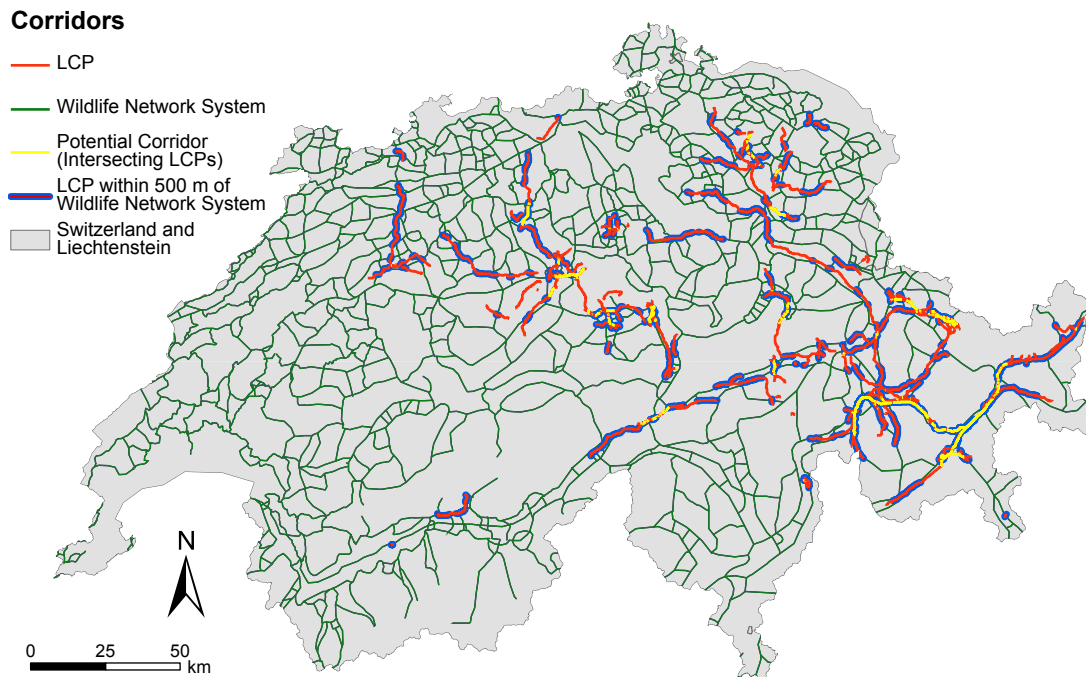 Corridors
LCP
Wildlife Network System
Potential Corridor
(Intersecting LCPs)
LCP within 500 m of
Wildlife Network System
Switzerland and
Liechtenstein
N
0 25 50
km